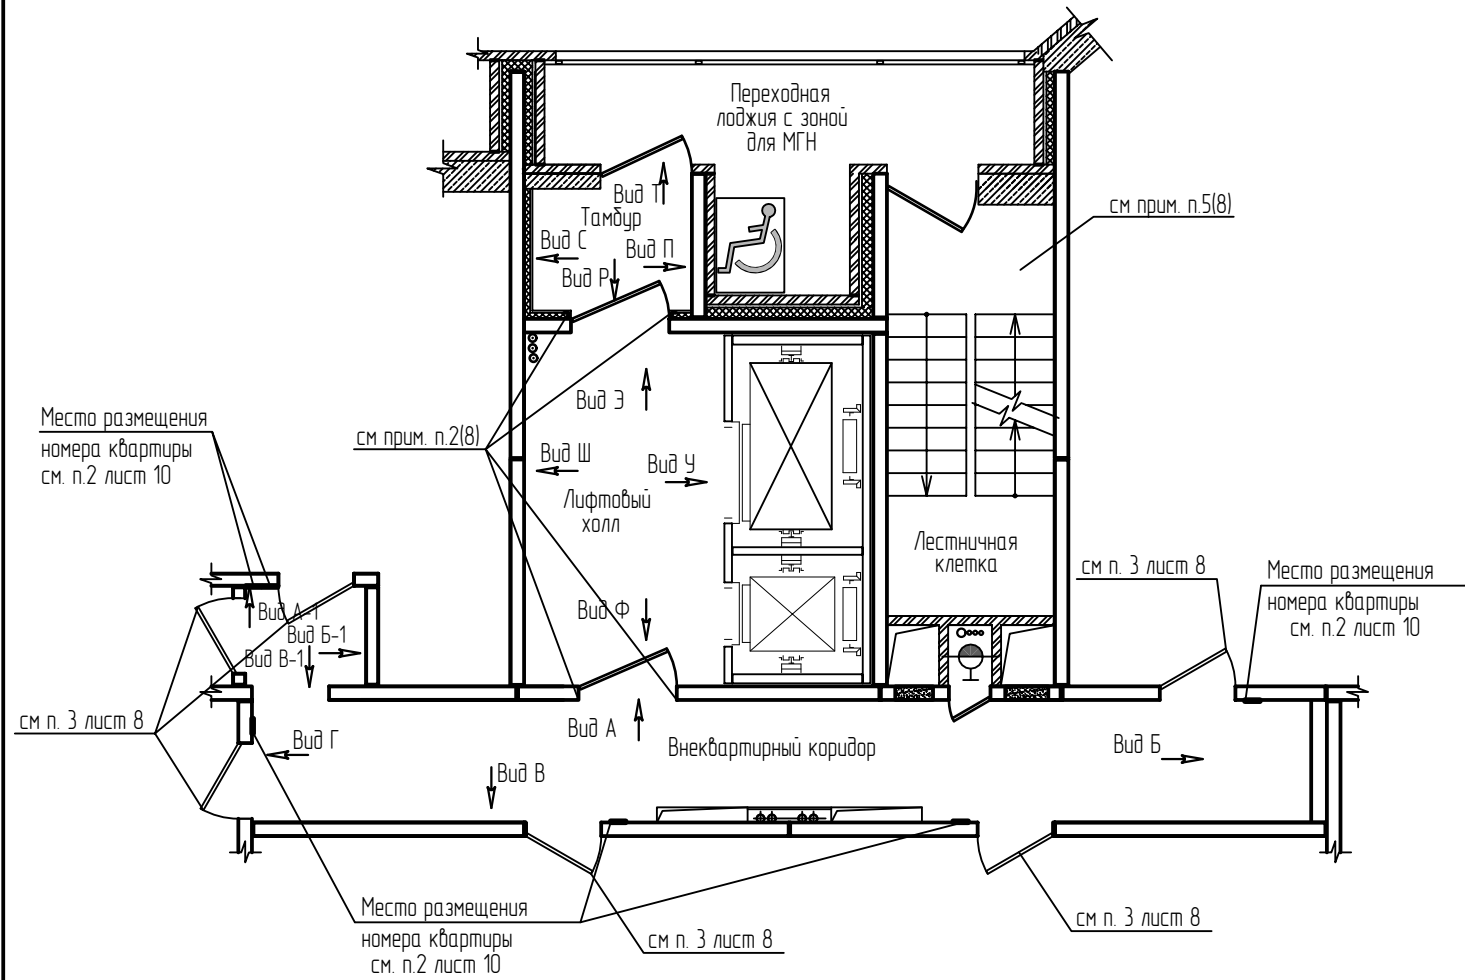 Переходная
лоджия с зоной
для МГН
Вид Т
Тамбур
Вид С
Вид П
Вид Р
см прим. п.5(8)
Вид Э
Место размещения
номера квартиры
см. п.2 лист 10
см прим. п.2(8)
Вид Ш
Вид У
Лифтовый
холл
Лестничная
клетка
см п. 3 лист 8
Место размещения
номера квартиры
см. п.2 лист 10
Вид А-1
Вид Б-1
Вид В-1
Вид Ф
см п. 3 лист 8
Вид Г
Вид А
Внеквартирный коридор
Вид Б
Вид В
Место размещения
номера квартиры
см. п.2 лист 10
см п. 3 лист 8
см п. 3 лист 8